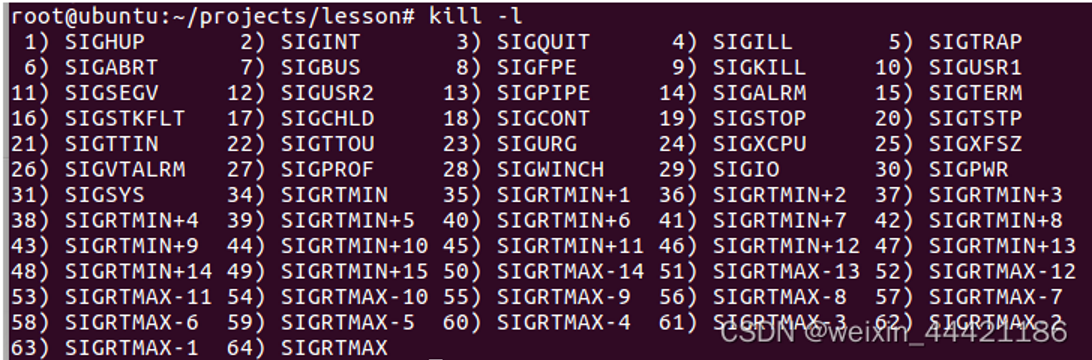 root@ubuntu:~/projects/lesson# kill -l
 1) SIGHUP       2) SIGINT       3) SIGQUIT      4) SIGILL       5) SIGTRAP
 6) SIGABRT      7) SIGBUS       8) SIGFPE       9) SIGKILL     10) SIGUSR1
11) SIGSEGV     12) SIGUSR2     13) SIGPIPE     14) SIGALRM     15) SIGTERM
16) SIGSTKFLT   17) SIGCHLD     18) SIGCONT     19) SIGSTOP     20) SIGTSTP
21) SIGTTIN     22) SIGTTOU     23) SIGURG      24) SIGXCPU     25) SIGXFSZ
26) SIGVTALRM   27) SIGPROF     28) SIGWINCH    29) SIGIO       30) SIGPWR
31) SIGSYS      34) SIGRTMIN    35) SIGRTMIN+1  36) SIGRTMIN+2  37) SIGRTMIN+3
38) SIGRTMIN+4  39) SIGRTMIN+5  40) SIGRTMIN+6  41) SIGRTMIN+7  42) SIGRTMIN+8
43) SIGRTMIN+9  44) SIGRTMIN+10 45) SIGRTMIN+11 46) SIGRTMIN+12 47) SIGRTMIN+13
48) SIGRTMIN+14 49) SIGRTMIN+15 50) SIGRTMAX-14 51) SIGRTMAX-13 52) SIGRTMAX-12
53) SIGRTMAX-11 54) SIGRTMAX-10 55) SIGRTMAX-9  56) SIGRTMAX-8  57) SIGRTMAX-7
58) SIGRTMAX-6  59) SIGRTMAX-5  60) SIGRTMAX-4  61) SIGRTMAX-3  62) SIGRTMAX-2
63) SIGRTMAX-1  64) SIGRTMAX
CSDN @weixin_44421186